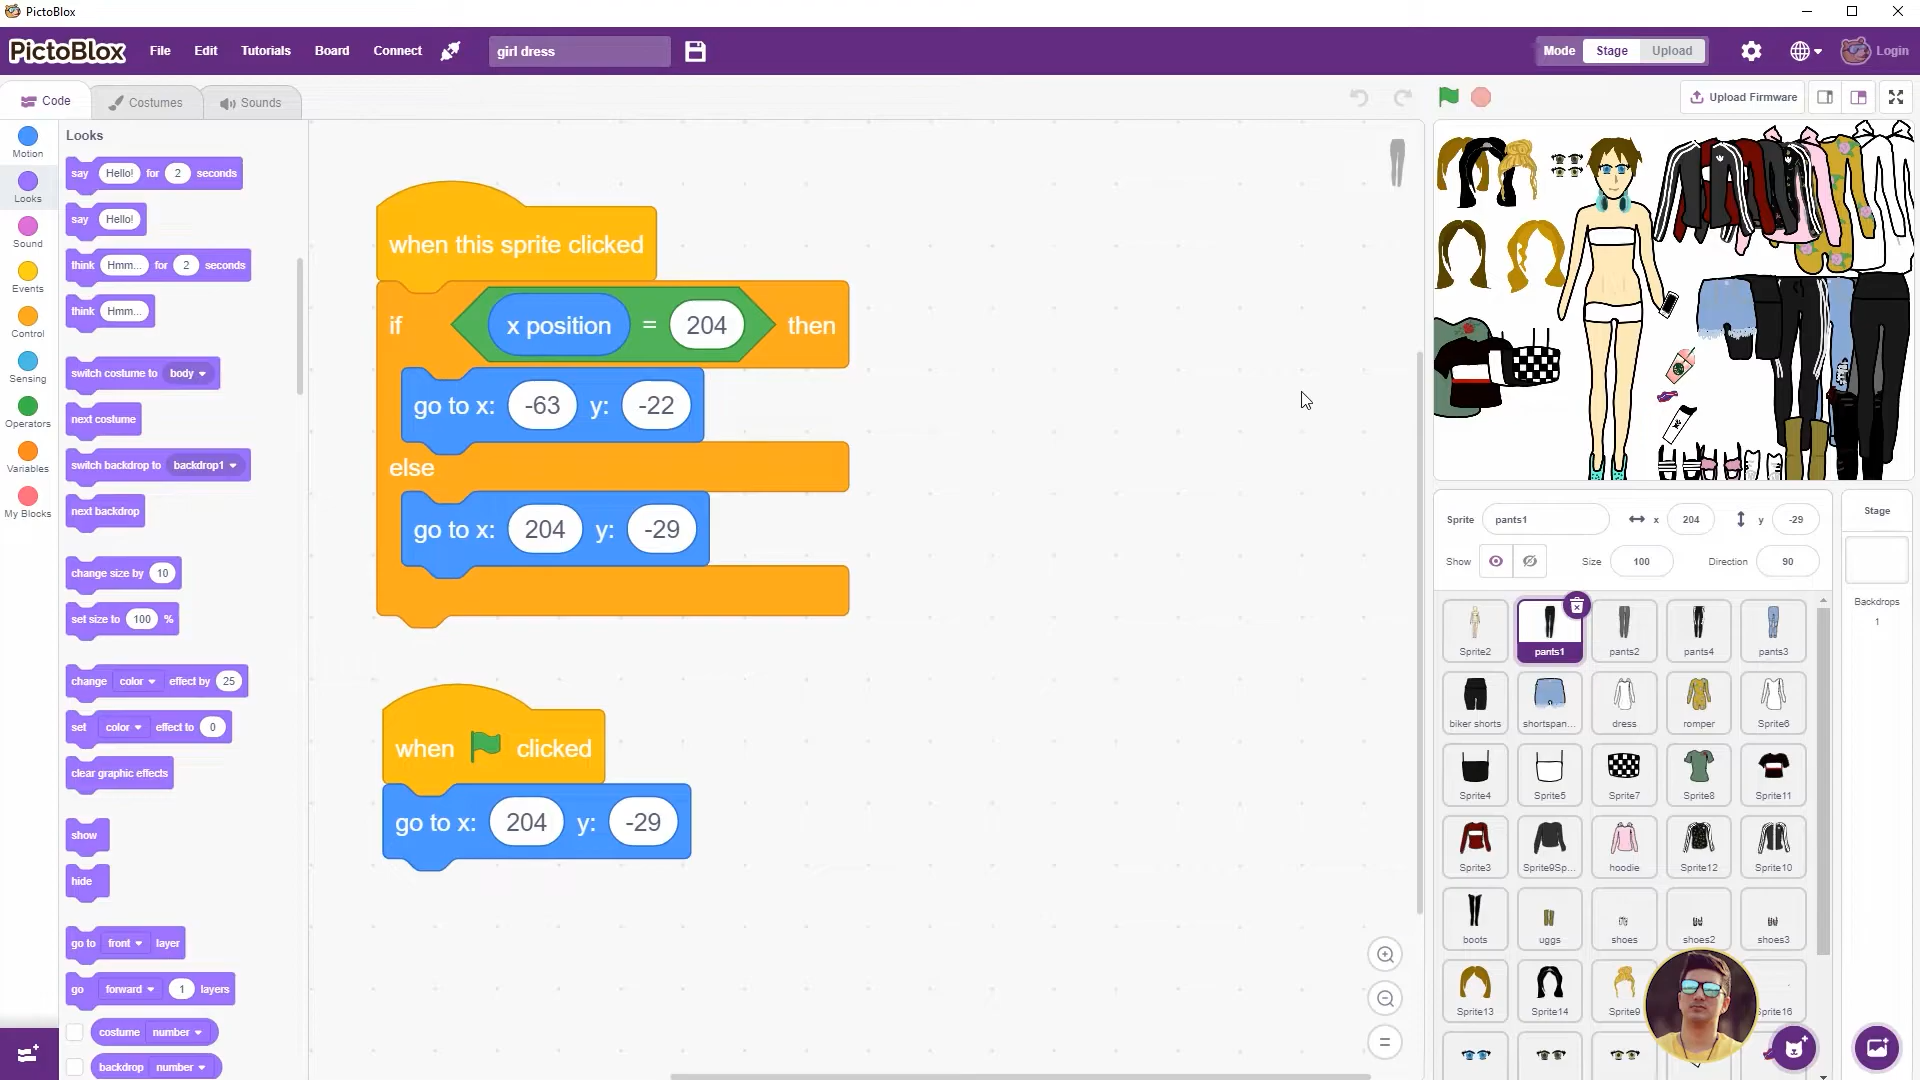 PictoBlox
PictoBlox File Edit Tutorials Board Connect girl dress Mode Stage Upload Login
Code Costumes Sounds Upload Firmware
Motion
Looks
Sound
Events
Control
Sensing
Operators
Variables
My Blocks
Looks
say Hello! for 2 seconds
say Hello!
think Hmm... for 2 seconds
think Hmm...
switch costume to body
next costume
switch backdrop to backdrop1
next backdrop
change size by 10
set size to 100 %
change color effect by 25
set color effect to 0
clear graphic effects
show
hide
go to front layer
go forward 1 layers
costume number
backdrop number
when this sprite clicked
if x position = 204 then
go to x: -63 y: -22
else
go to x: 204 y: -29
when clicked
go to x: 204 y: -29
Sprite pants1 x 204 y -29
Show Size 100 Direction 90
Sprite2 pants1 pants2 pants4 pants3
biker shorts shortspan... dress romper Sprite6
Sprite4 Sprite5 Sprite7 Sprite8 Sprite11
Sprite3 Sprite9Sp... hoodie Sprite12 Sprite10
boots uggs shoes shoes2 shoes3
Sprite13 Sprite14 Sprite9
Stage
Backdrops
1